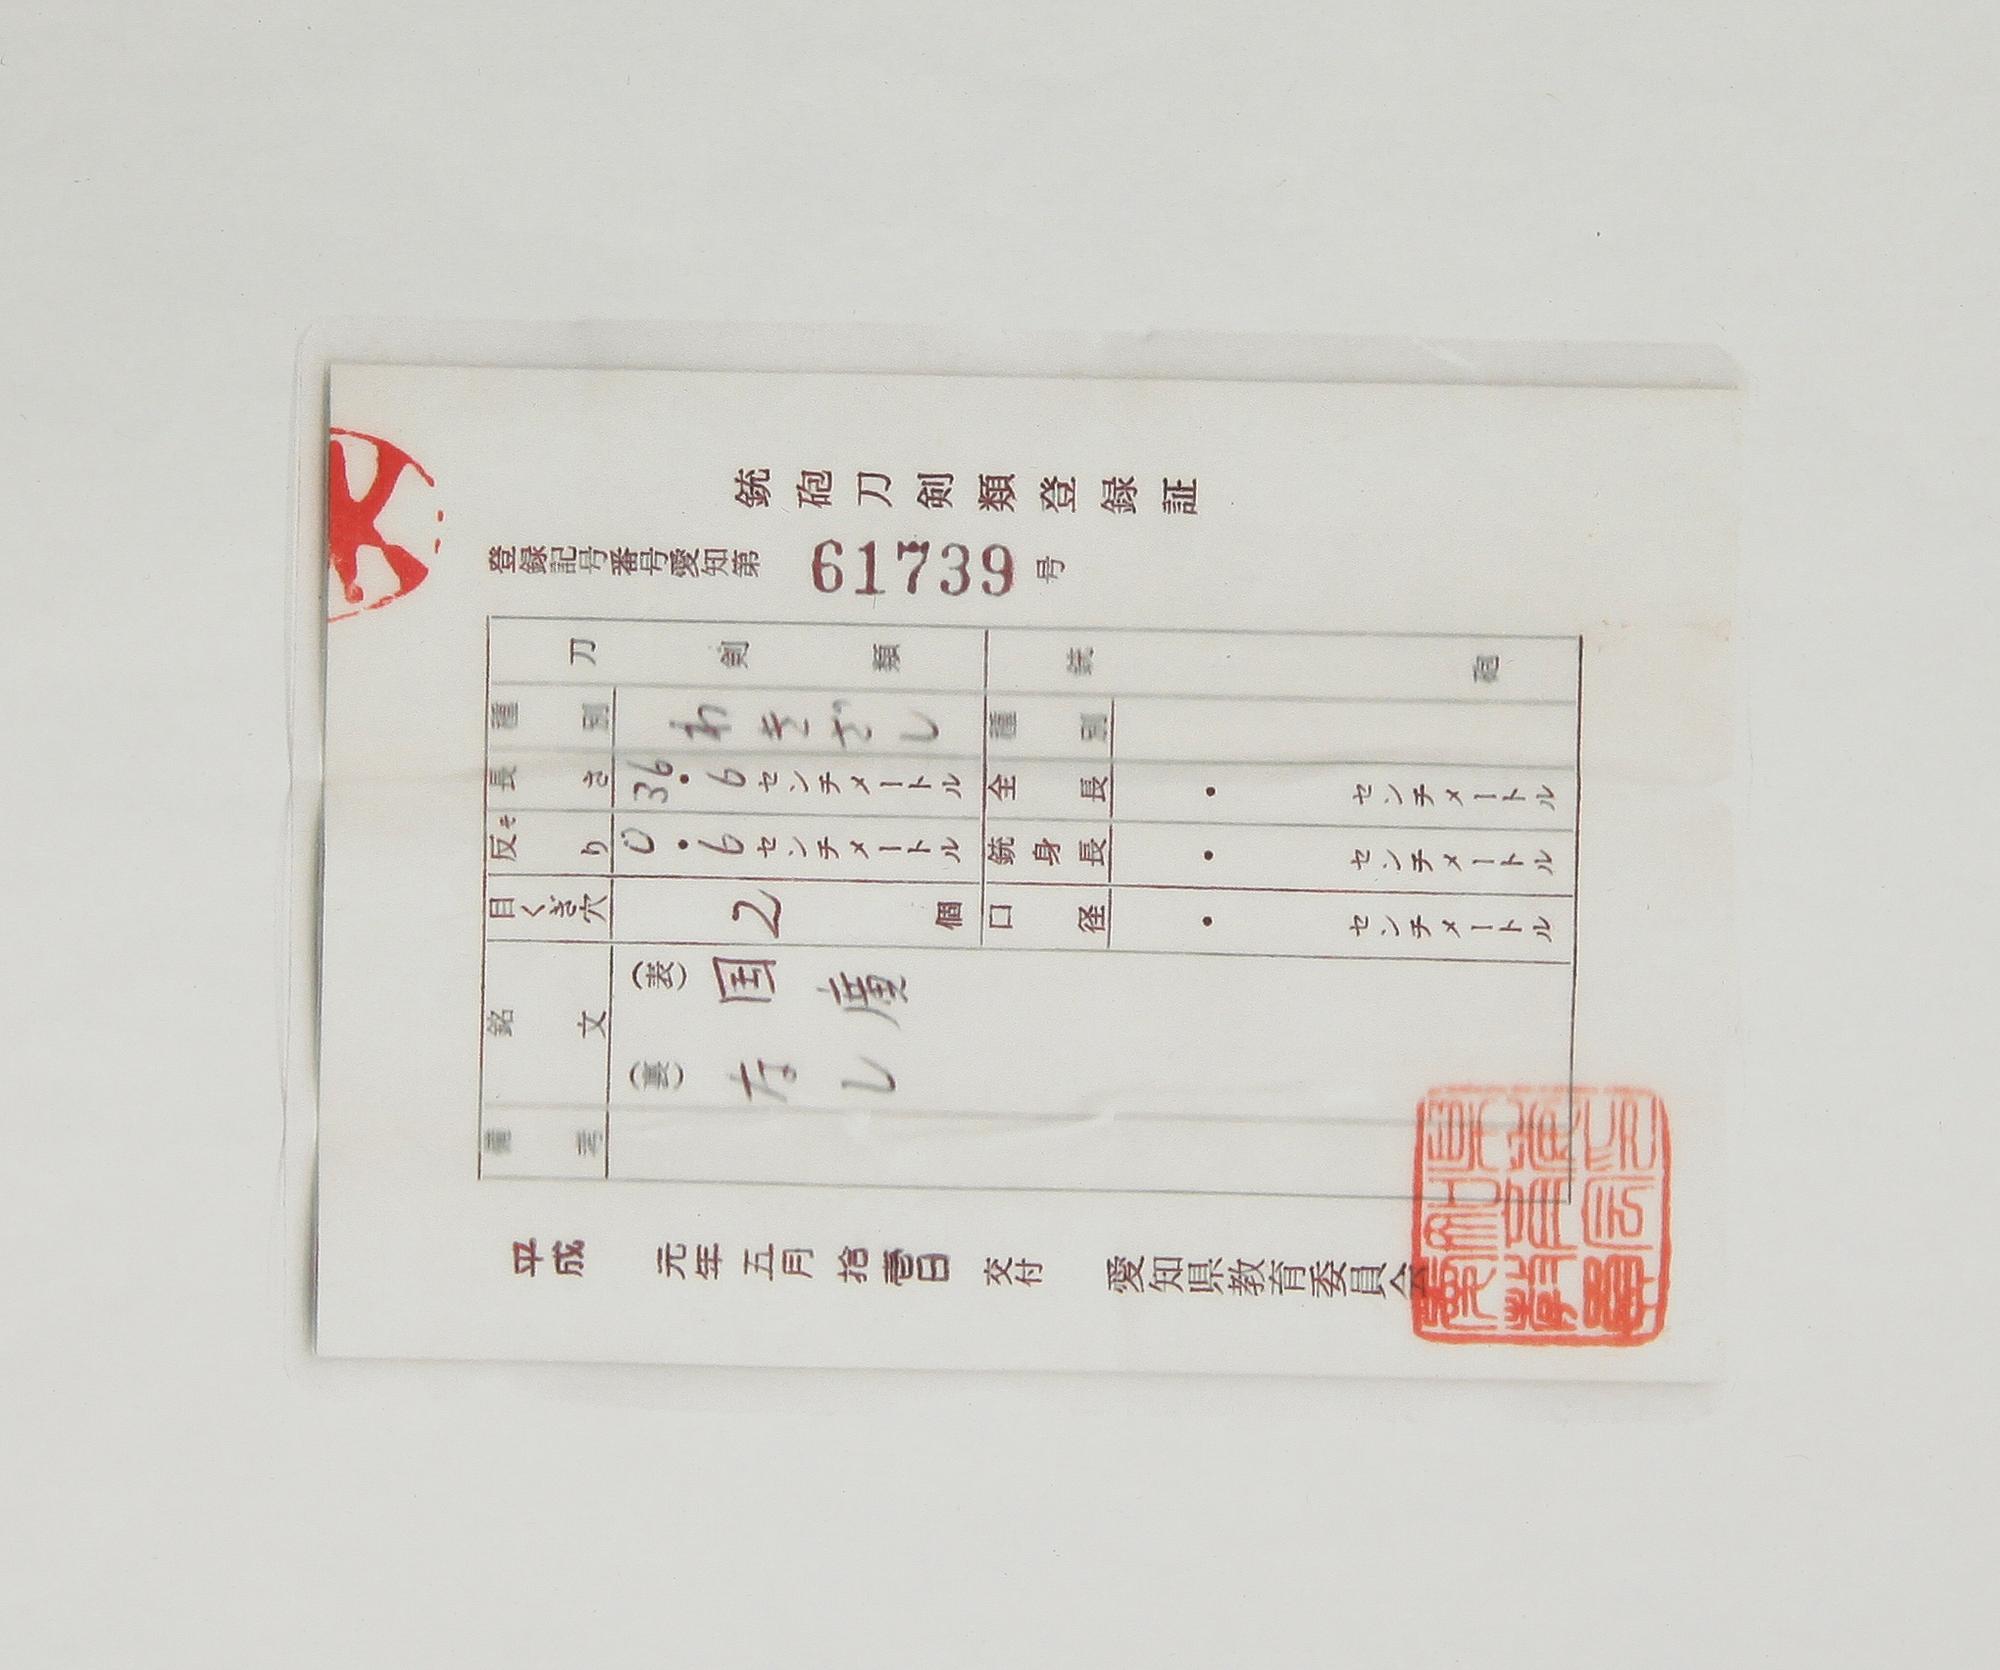 銃砲刀剣類登録証
登録記号番号愛知第 61739 号
刀剣類 銃砲
種別 わきざし 種別
長さ 36.6センチメートル 全長 ・ センチメートル
反り そ 0.6センチメートル 銃身長 ・ センチメートル
目くぎ穴 2個 口径 ・ センチメートル
銘文 (表) 国廣
(裏) なし
備考
平成元年五月拾壱日交付 愛知県教育委員会